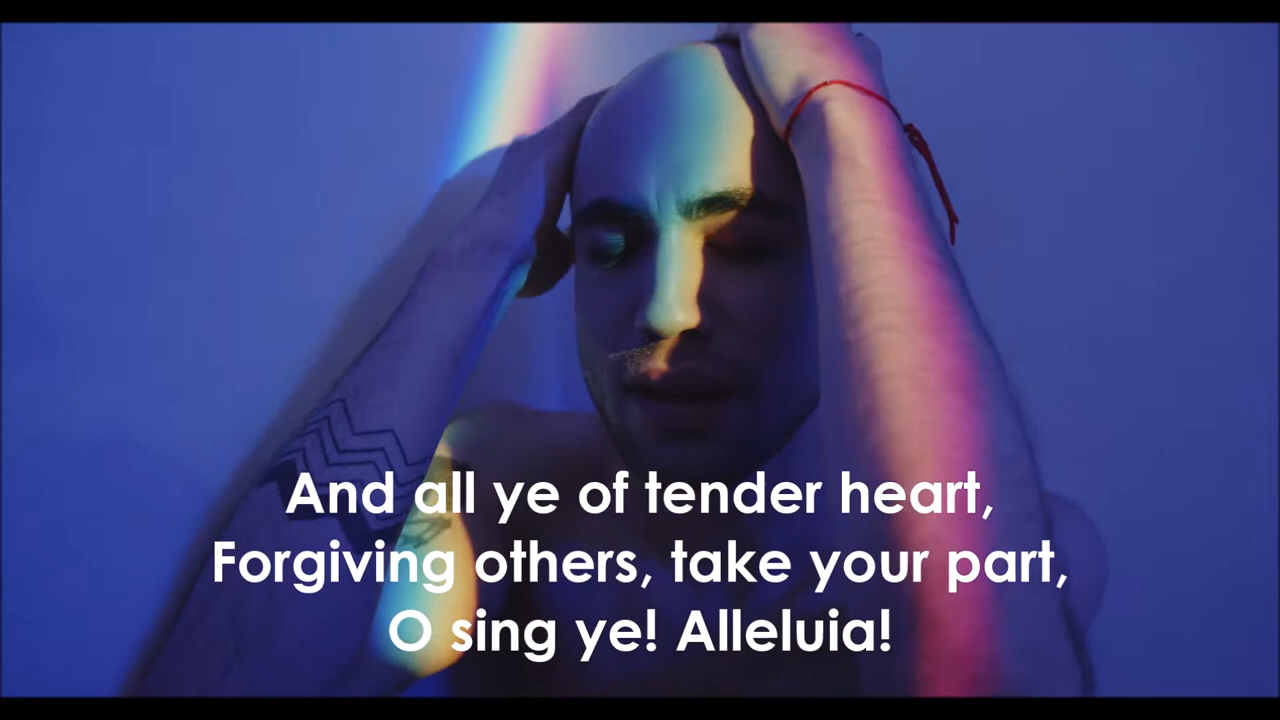 And all ye of tender heart,
Forgiving others, take your part,
O sing ye! Alleluia!